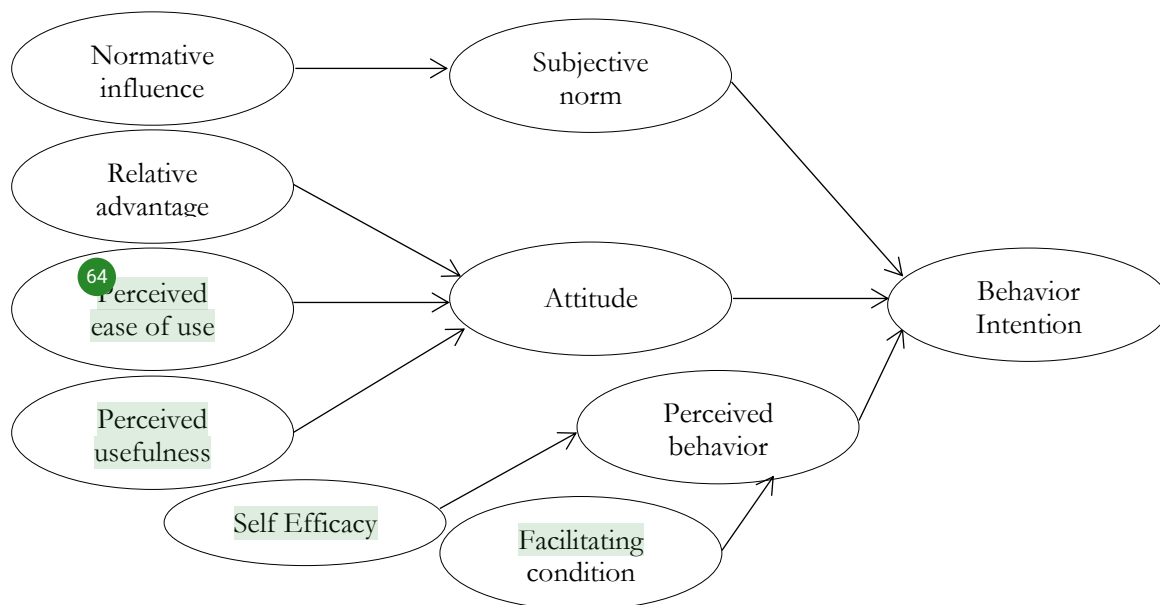 Normative
influence
Subjective
norm
Relative
advantage
64
Perceived
ease of use
Attitude
Behavior
Intention
Perceived
usefulness
Perceived
behavior
Self Efficacy
Facilitating
condition